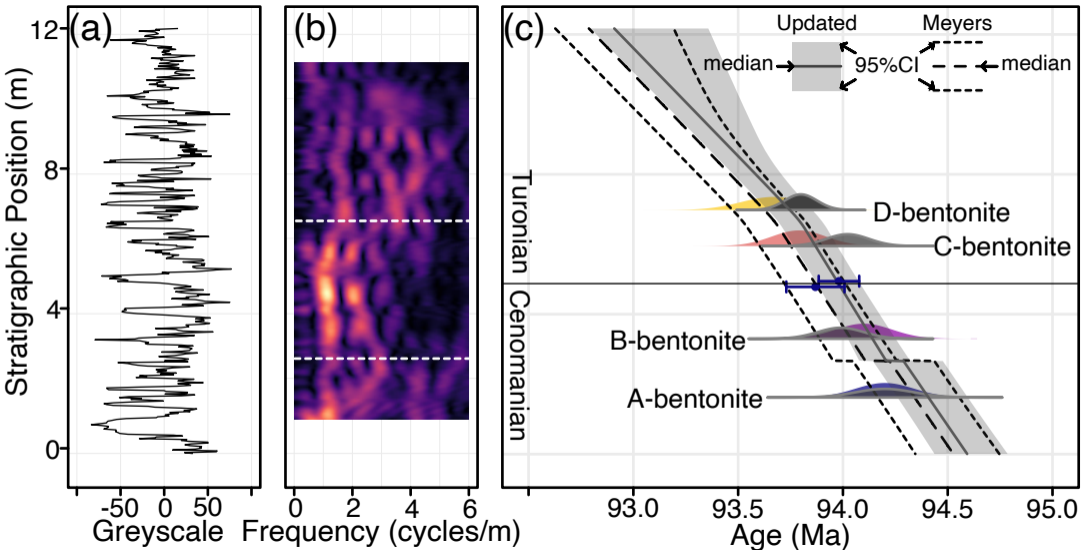 (a)
(b)
(c)
Stratigraphic Position (m)
12
8
4
0
-50 0 50
Greyscale
0 2 4 6
Frequency (cycles/m)
Updated Meyers
median 95%CI median
Turonian
Cenomanian
D-bentonite
C-bentonite
B-bentonite
A-bentonite
93.0 93.5 94.0 94.5 95.0
Age (Ma)